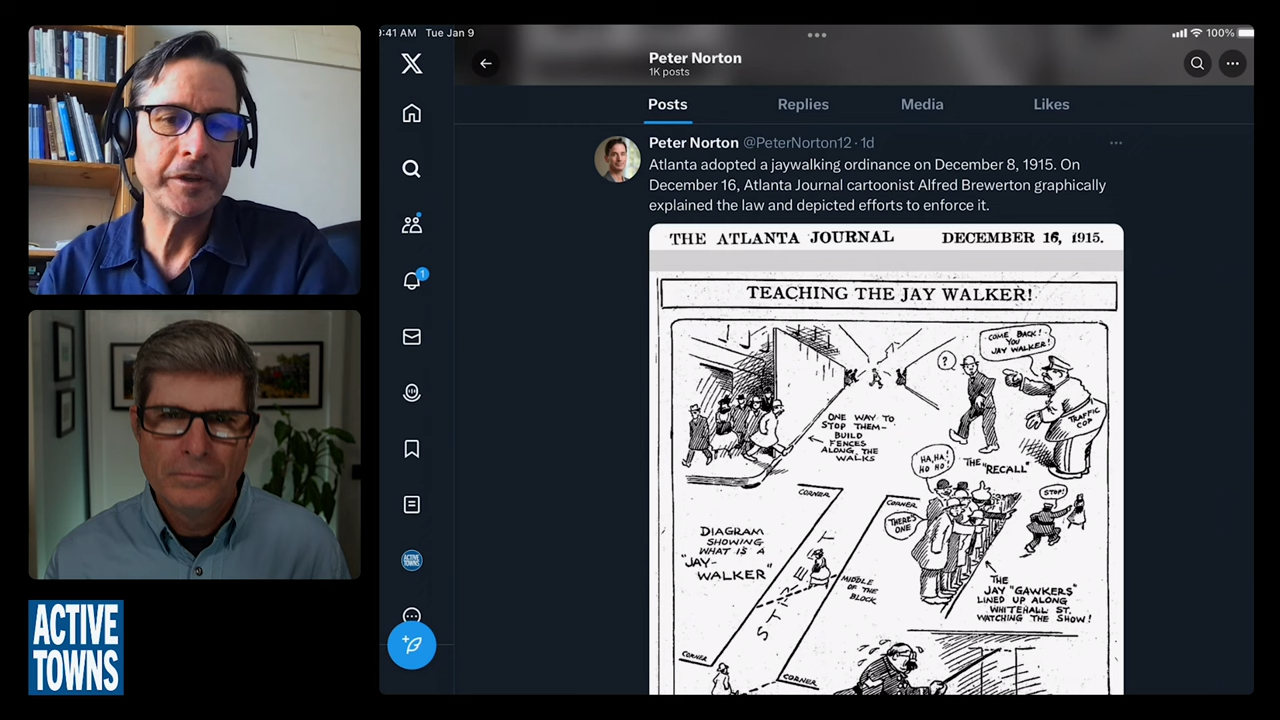 9:41 AM Tue Jan 9
100%
Peter Norton
1K posts
Posts Replies Media Likes
Peter Norton @PeterNorton12 · 1d
Atlanta adopted a jaywalking ordinance on December 8, 1915. On
December 16, Atlanta Journal cartoonist Alfred Brewerton graphically
explained the law and depicted efforts to enforce it.
THE ATLANTA JOURNAL DECEMBER 16, 1915.
TEACHING THE JAY WALKER!
COME BACK!
YOU
JAY WALKER!
?
TRAFFIC
COP
ONE WAY TO
STOP THEM-
BUILD
FENCES
ALONG THE
WALKS
THE "RECALL"
HA, HA!
HO HO!
STOP!
THERE'S
ONE
CORNER
CORNER
DIAGRAM
SHOWING
WHAT IS A
"JAY-
WALKER"
STREET
MIDDLE
OF THE
BLOCK
CORNER
CORNER
THE
JAY "GAWKERS"
LINED UP ALONG
WHITEHALL ST.
WATCHING THE SHOW!
1
ACTIVE
TOWNS
ACTIVE
TOWNS